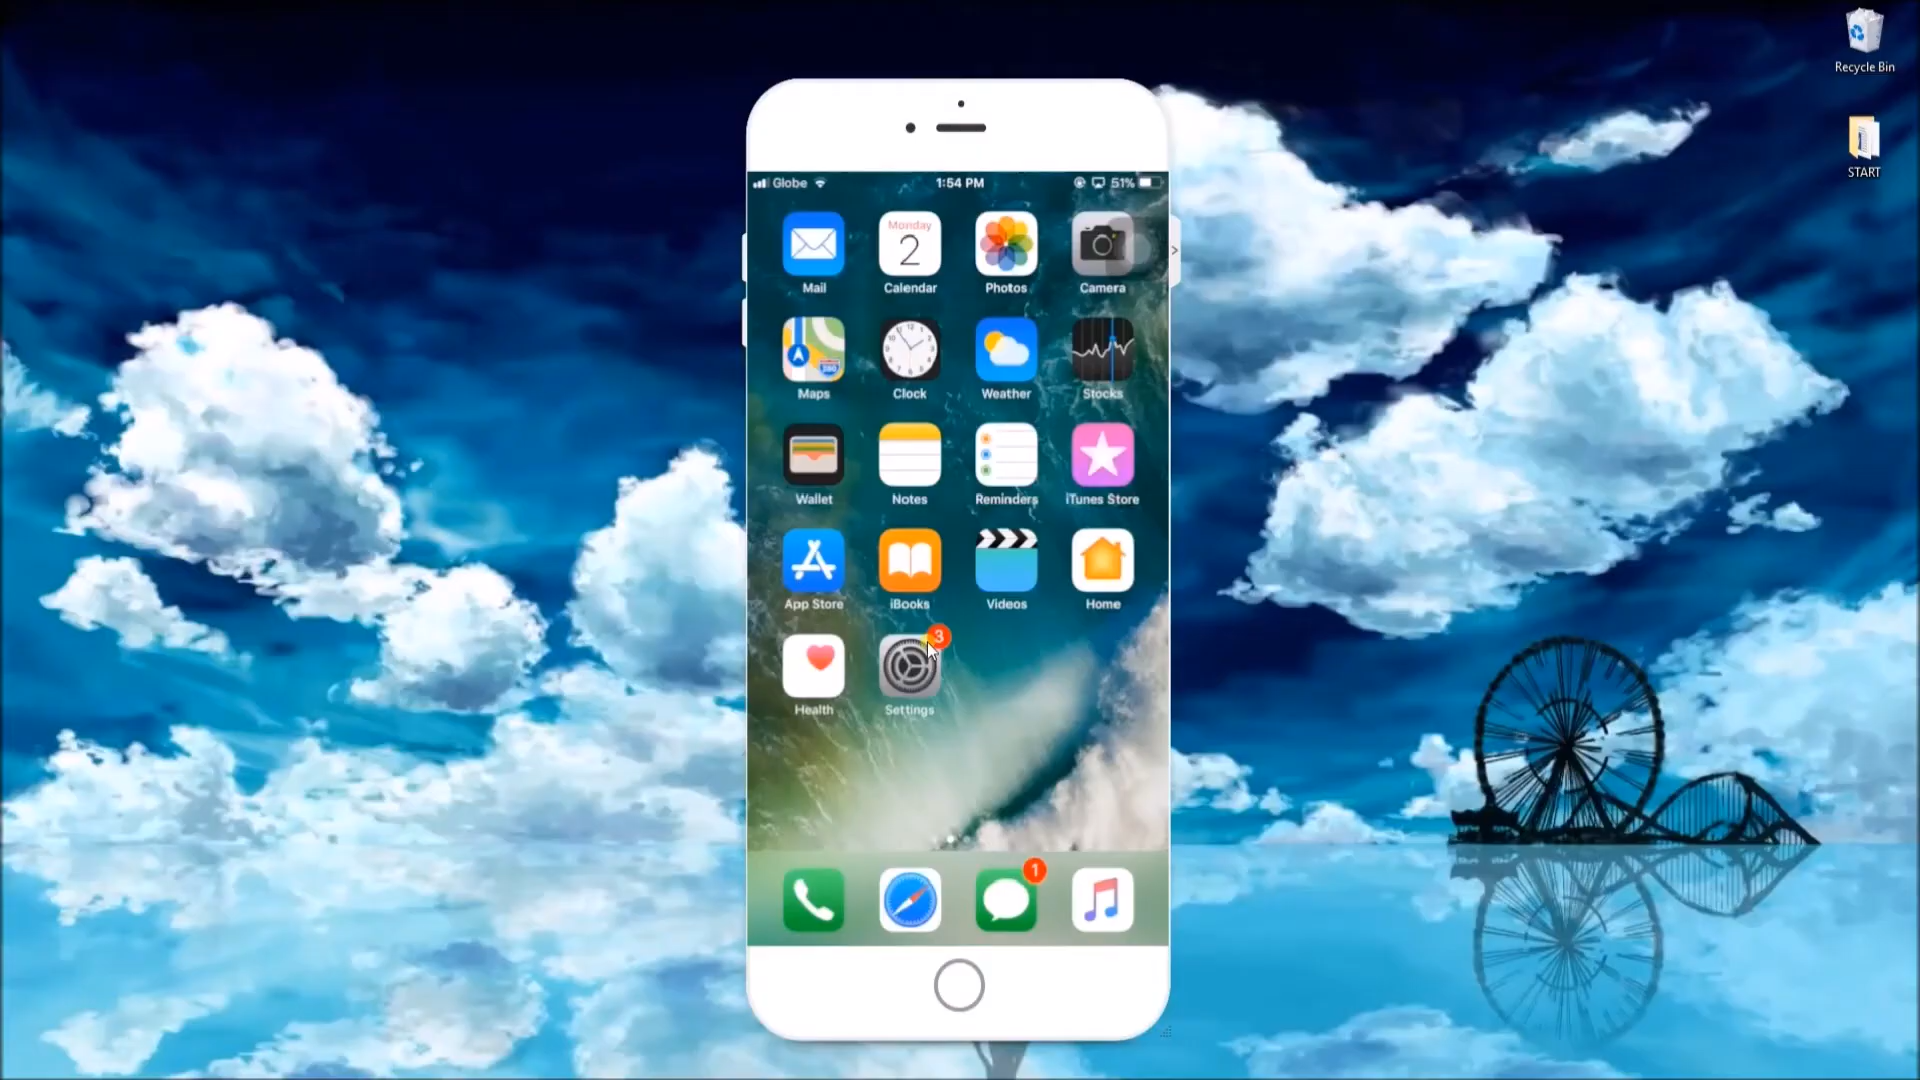 Recycle Bin
START
Globe 1:54 PM 51%
Monday
2
Mail Calendar Photos Camera
280
Maps Clock Weather Stocks
Wallet Notes Reminders iTunes Store
App Store iBooks Videos Home
3
Health Settings
1